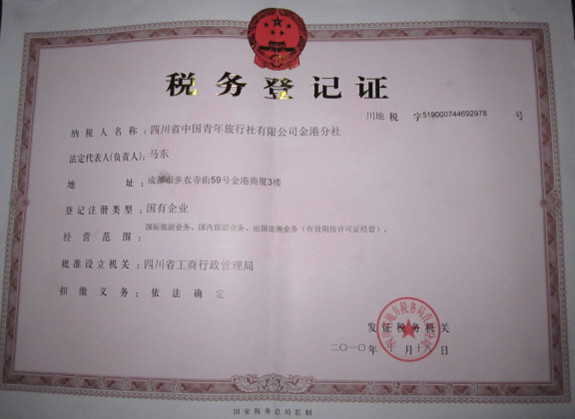 税务登记证
川地 税 字519000744692978 号
纳税人名称：四川省中国青年旅行社有限公司金港分社
法定代表人(负责人)：马东
地 址：成都市多农寺街59号金港商厦3楼
登记注册类型：国有企业
经营范围：国际旅游业务、国内旅游业务、出国旅游业务（有效期按许可证经营）。
批准设立机关：四川省工商行政管理局
扣缴义务：依法确定
发证税务机关
二〇一〇年 月十 日
国家税务总局监制